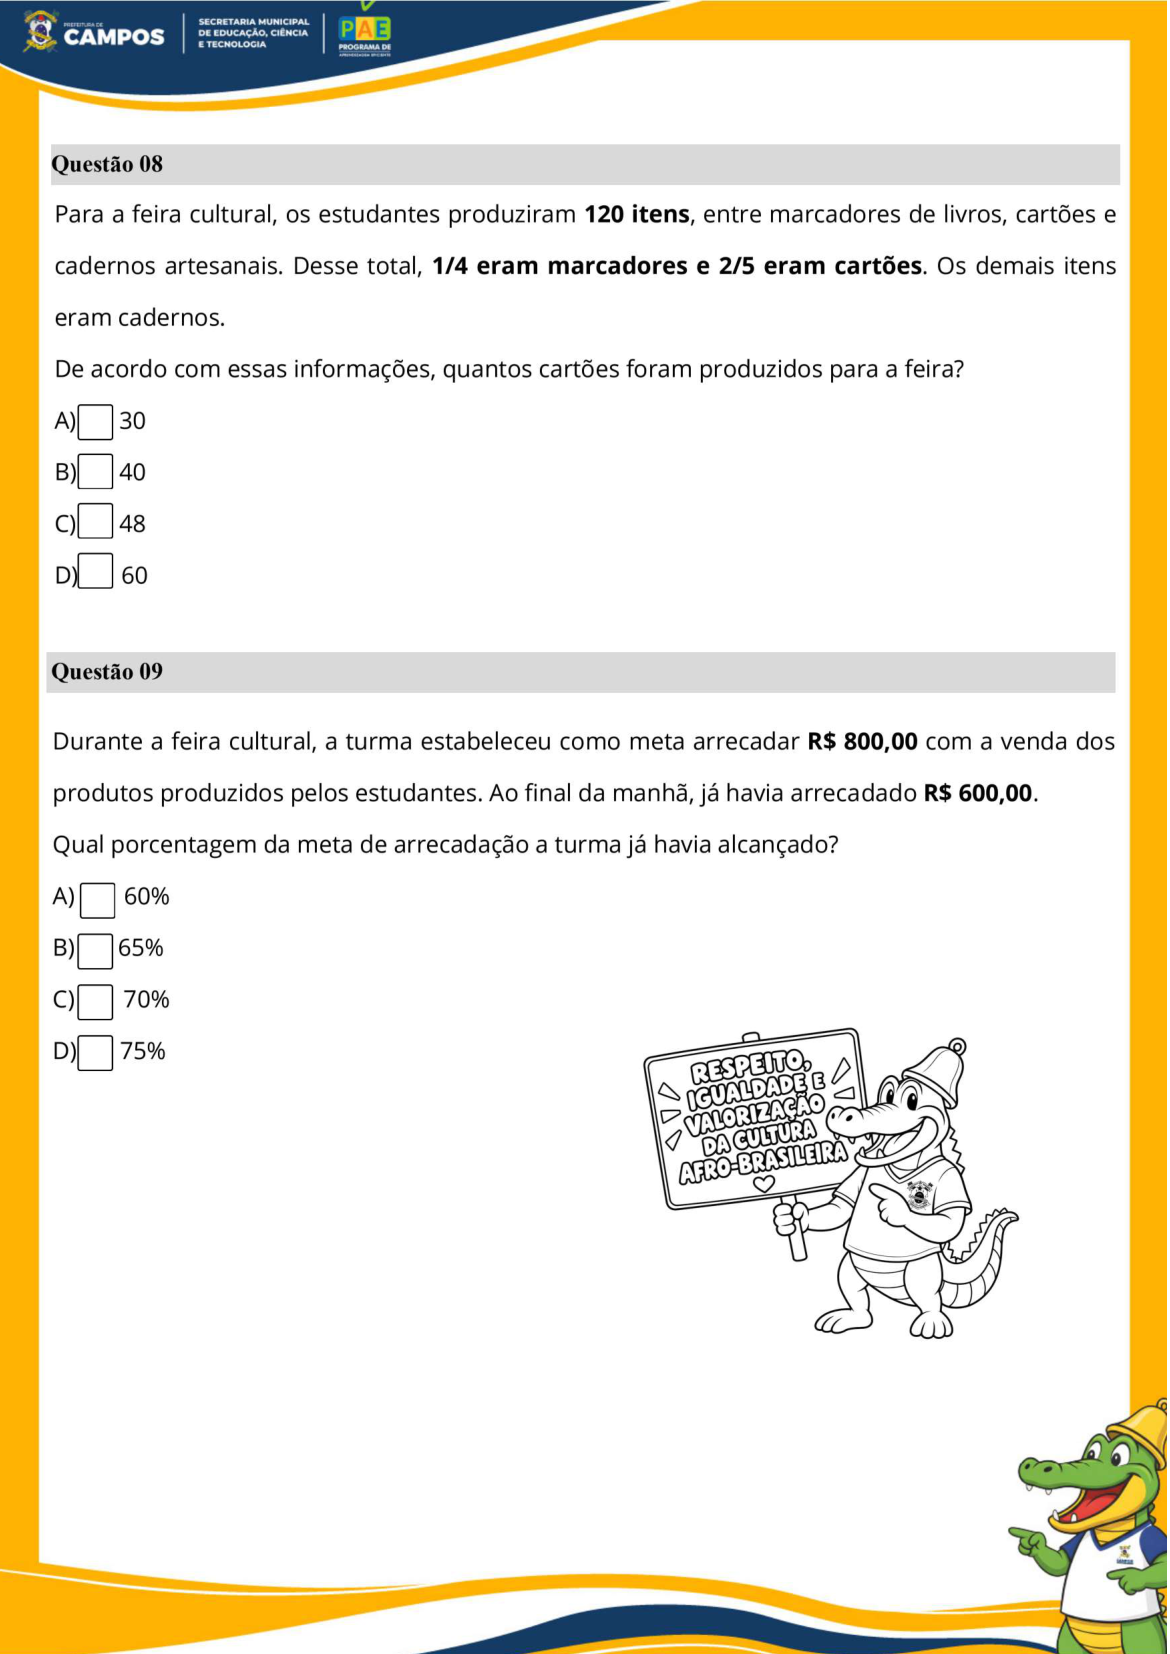 PREFEITURA DE
CAMPOS
SECRETARIA MUNICIPAL
DE EDUCAÇÃO, CIÊNCIA
E TECNOLOGIA
PAE
PROGRAMA DE
APRENDIZAGEM EFICIENTE
Questão 08
Para a feira cultural, os estudantes produziram 120 itens, entre marcadores de livros, cartões e
cadernos artesanais. Desse total, 1/4 eram marcadores e 2/5 eram cartões. Os demais itens
eram cadernos.
De acordo com essas informações, quantos cartões foram produzidos para a feira?
A) 30
B) 40
C) 48
D) 60
Questão 09
Durante a feira cultural, a turma estabeleceu como meta arrecadar R$ 800,00 com a venda dos
produtos produzidos pelos estudantes. Ao final da manhã, já havia arrecadado R$ 600,00.
Qual porcentagem da meta de arrecadação a turma já havia alcançado?
A) 60%
B) 65%
C) 70%
D) 75%
RESPEITO,
IGUALDADE E
VALORIZAÇÃO
DA CULTURA
AFRO-BRASILEIRA